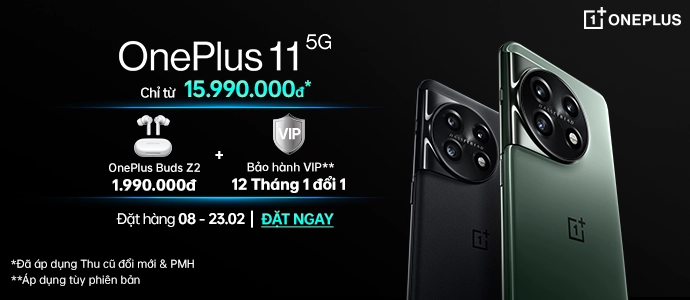 1+ ONEPLUS
OnePlus 11 5G
Chỉ từ 15.990.000đ*
VIP
OnePlus Buds Z2 + Bảo hành VIP**
1.990.000đ 12 Tháng 1 đổi 1
Đặt hàng 08 - 23.02 | ĐẶT NGAY
*Đã áp dụng Thu cũ đổi mới & PMH
**Áp dụng tùy phiên bản
HASSELBLAD